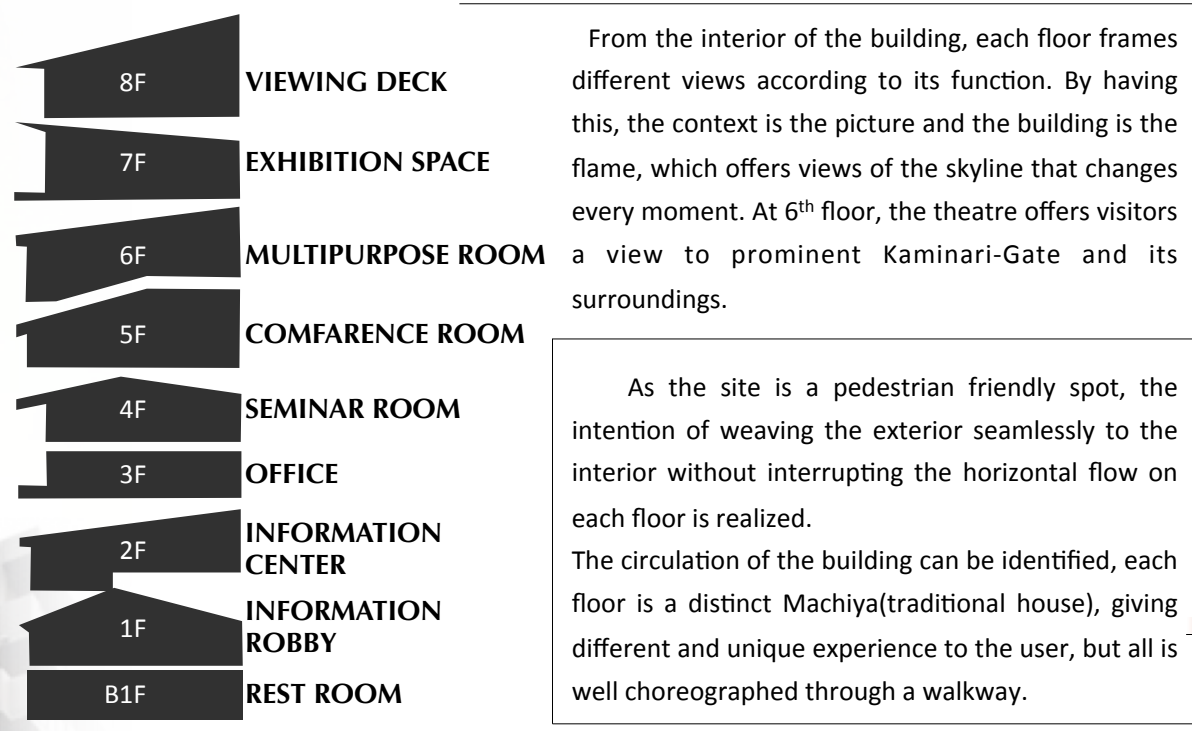 8F VIEWING DECK
7F EXHIBITION SPACE
6F MULTIPURPOSE ROOM
5F COMFARENCE ROOM
4F SEMINAR ROOM
3F OFFICE
2F INFORMATION
CENTER
1F INFORMATION
ROBBY
B1F REST ROOM
From the interior of the building, each floor frames
different views according to its function. By having
this, the context is the picture and the building is the
flame, which offers views of the skyline that changes
every moment. At 6th floor, the theatre offers visitors
a view to prominent Kaminari-Gate and its
surroundings.
As the site is a pedestrian friendly spot, the
intention of weaving the exterior seamlessly to the
interior without interrupting the horizontal flow on
each floor is realized.
The circulation of the building can be identified, each
floor is a distinct Machiya(traditional house), giving
different and unique experience to the user, but all is
well choreographed through a walkway.